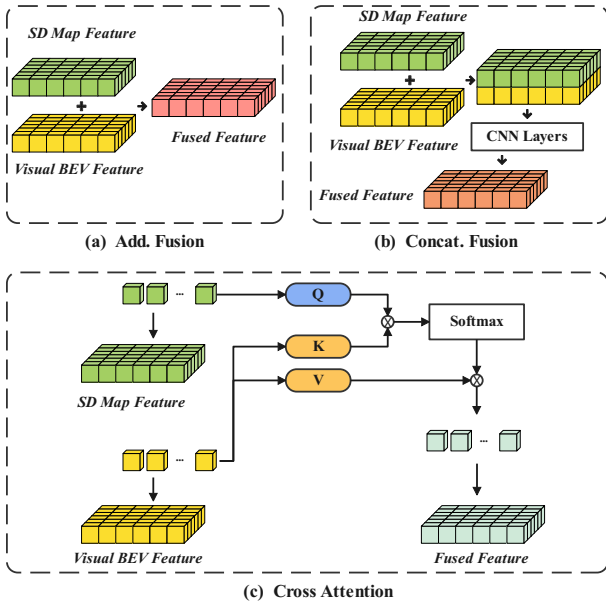 SD Map Feature
+
Visual BEV Feature
Fused Feature
(a) Add. Fusion
SD Map Feature
+
Visual BEV Feature
CNN Layers
Fused Feature
(b) Concat. Fusion
...
Q
K
V
Softmax
SD Map Feature
...
...
Visual BEV Feature
Fused Feature
(c) Cross Attention